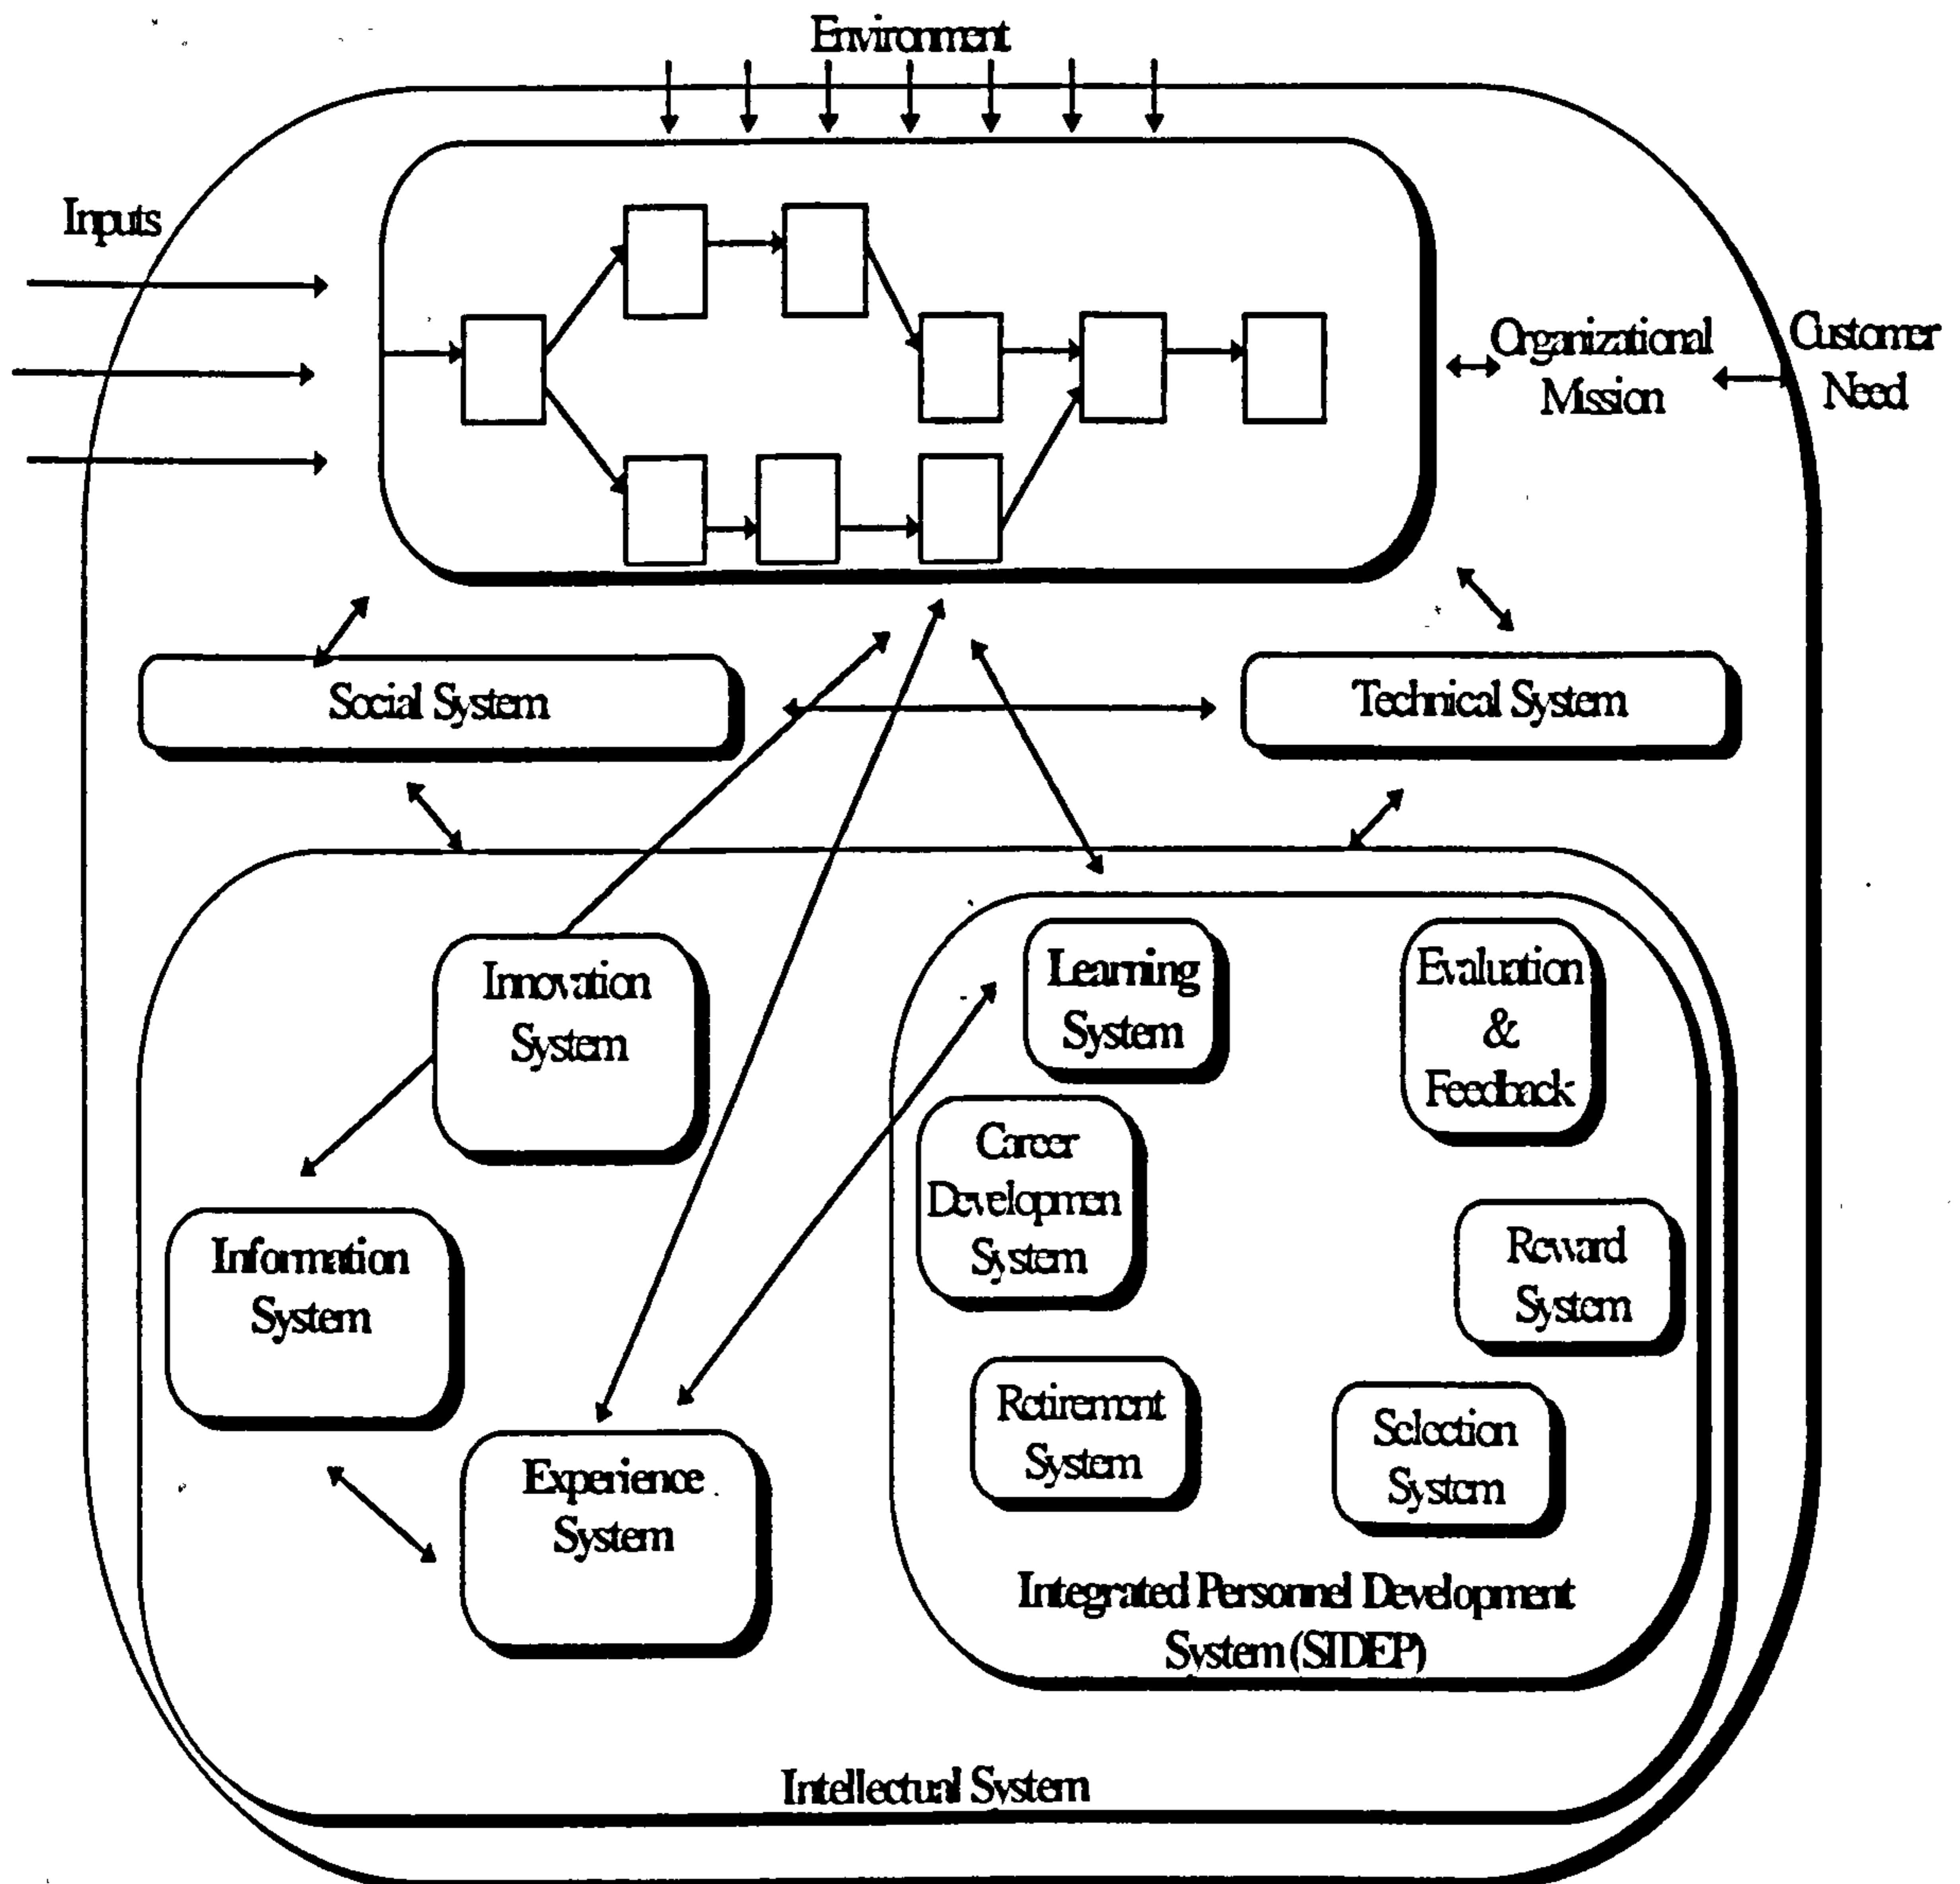 Environment
Inputs
Organizational
Mission
Customer
Need
Social System
Technical System
Innovation
System
Learning
System
Evaluation
&
Feedback
Career
Developmen
System
Information
System
Reward
System
Retirement
System
Selection
System
Experience
System
Integrated Personnel Development
System (SIDEP)
Intellectual System